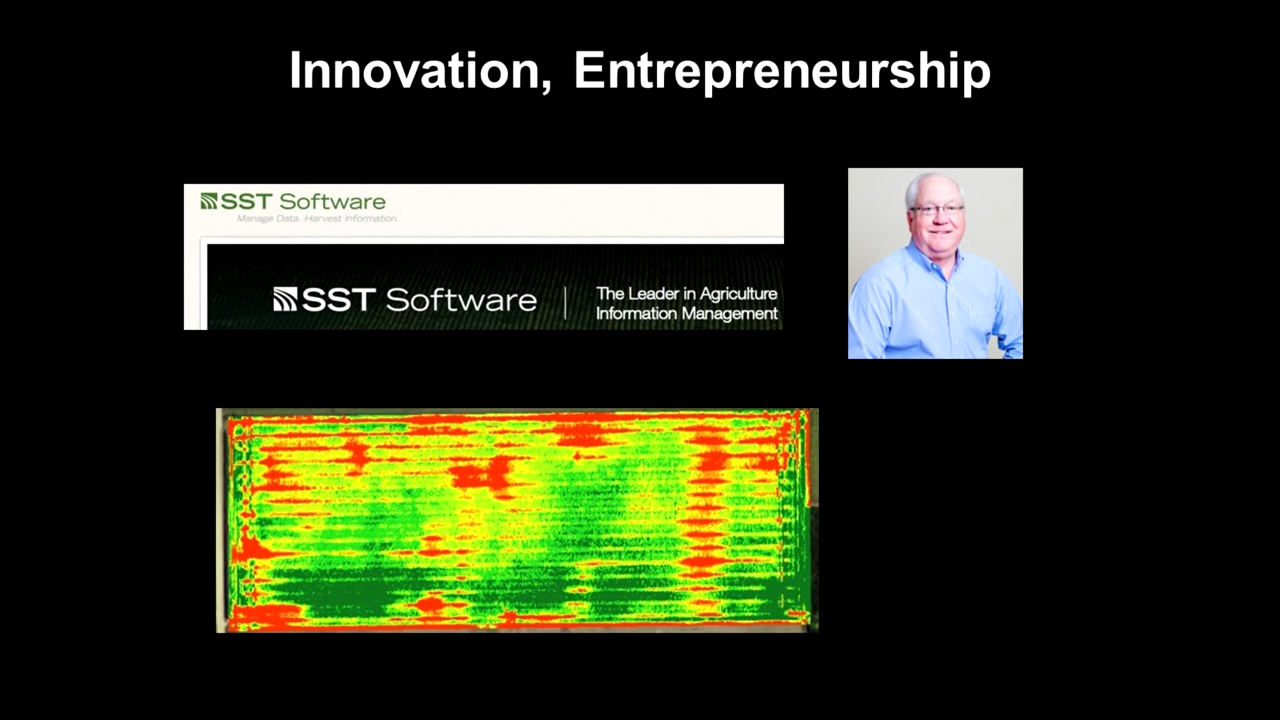 Innovation, Entrepreneurship
SST Software
Manage Data. Harvest Information.
SST Software
The Leader in Agriculture
Information Management